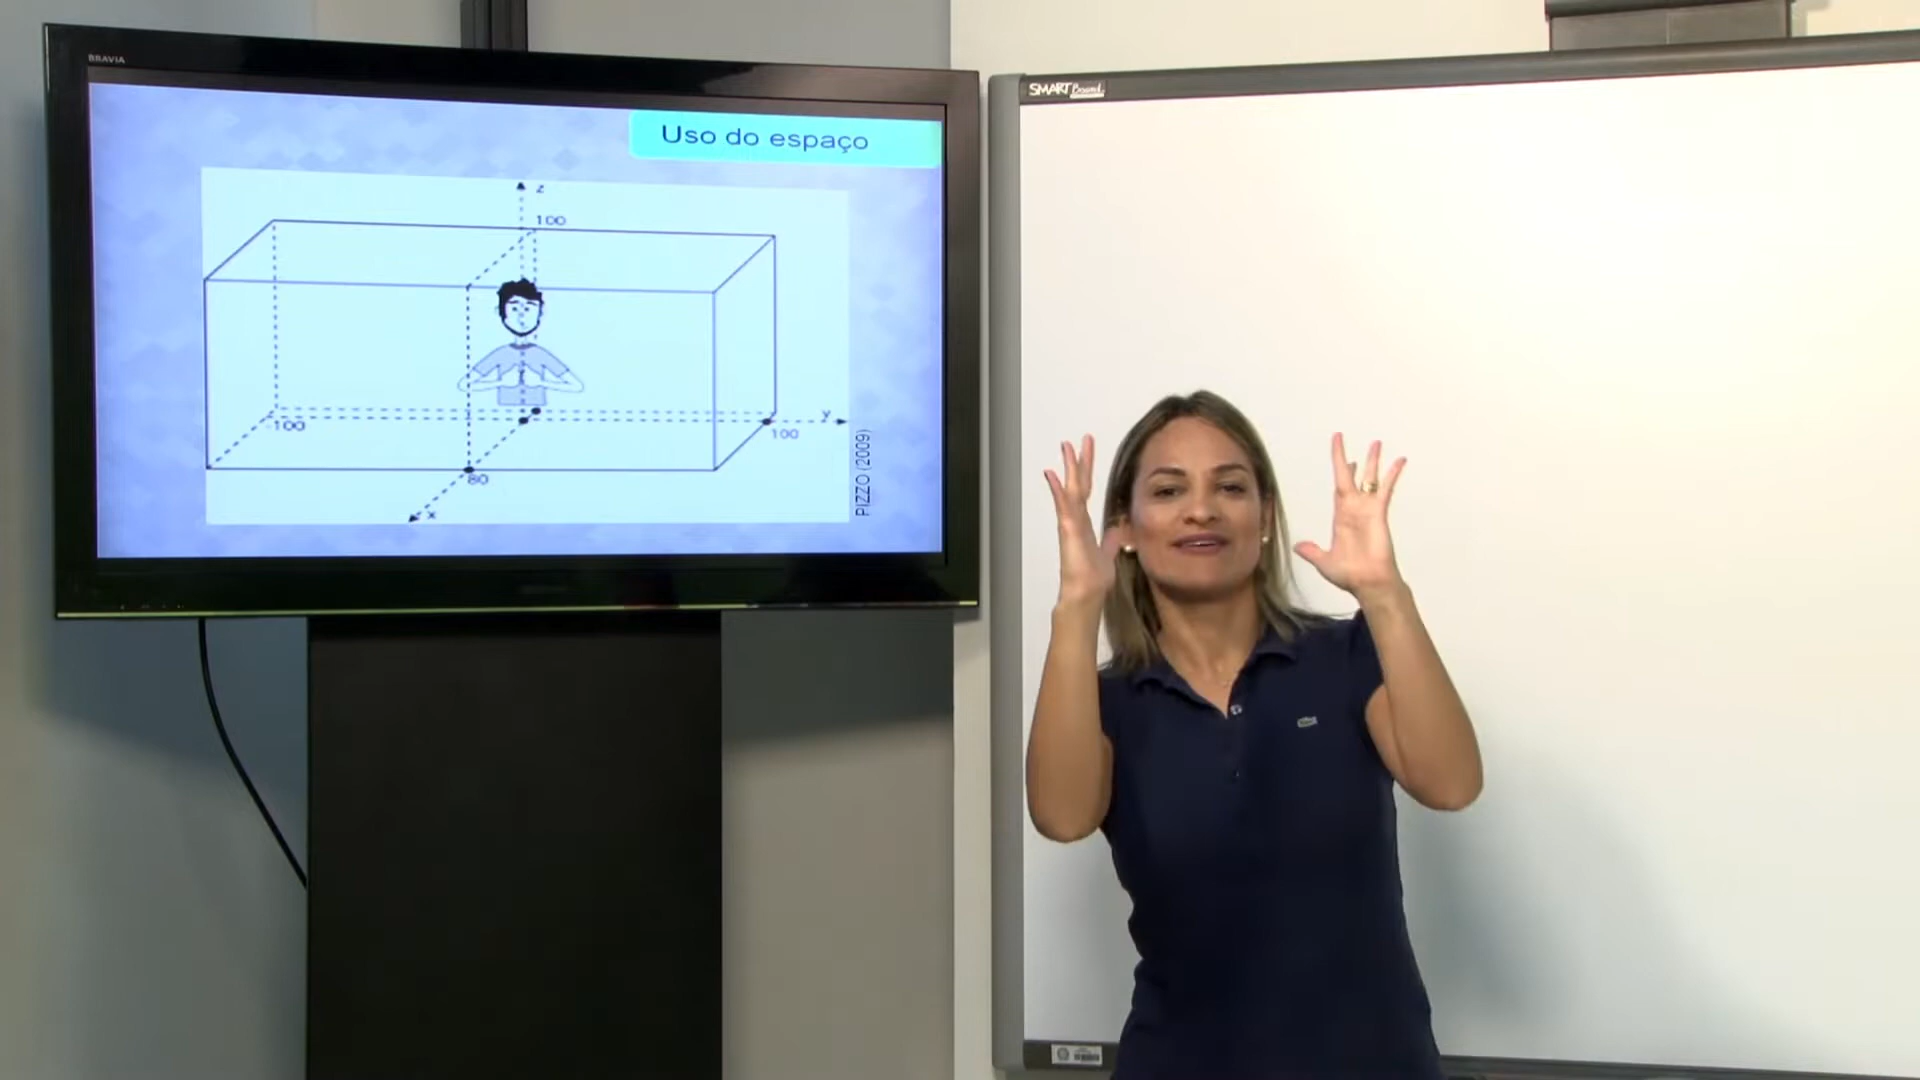 BRAVIA
Uso do espaço
z
100
-100
y
100
80
x
PIZZO (2009)
SMART Board